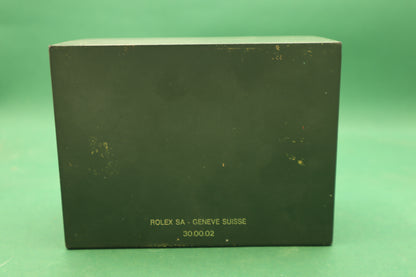 ROLEX SA - GENEVE SUISSE
30.00.02